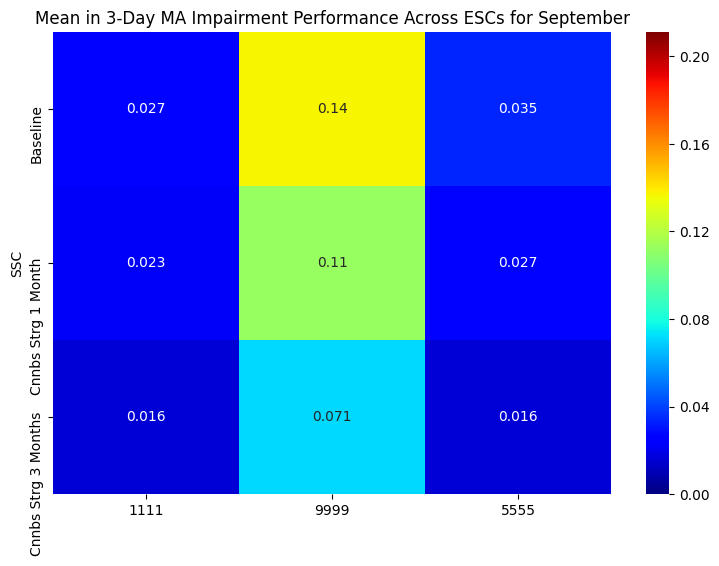 Mean in 3-Day MA Impairment Performance Across ESCs for September
SSC
Baseline
0.027 0.14 0.035
Cnnbs Strg 1 Month
0.023 0.11 0.027
Cnnbs Strg 3 Months
0.016 0.071 0.016
1111 9999 5555
0.20
0.16
0.12
0.08
0.04
0.00